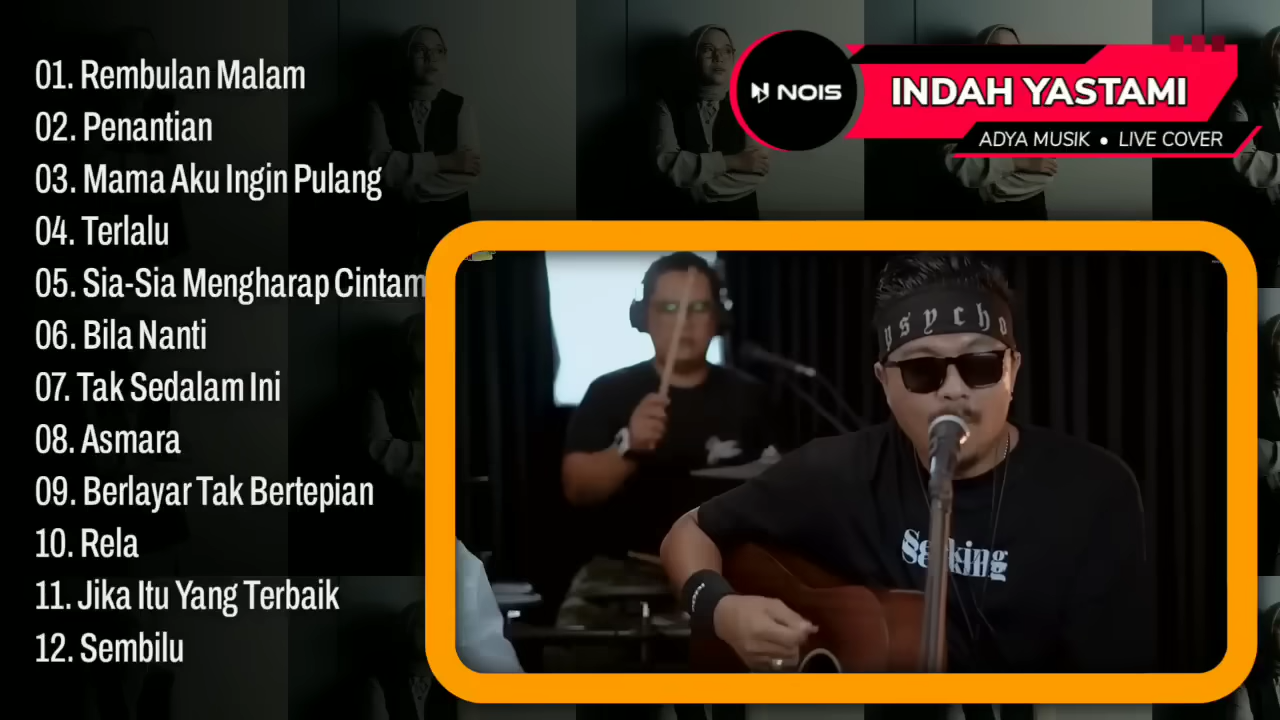 01. Rembulan Malam
02. Penantian
03. Mama Aku Ingin Pulang
04. Terlalu
05. Sia-Sia Mengharap Cintam
06. Bila Nanti
07. Tak Sedalam Ini
08. Asmara
09. Berlayar Tak Bertepian
10. Rela
11. Jika Itu Yang Terbaik
12. Sembilu
NOIS
INDAH YASTAMI
ADYA MUSIK • LIVE COVER
psycho
Seeking